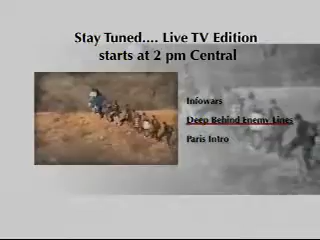 Stay Tuned.... Live TV Edition
starts at 2 pm Central
Infowars
Deep Behind Enemy Lines
Paris Intro